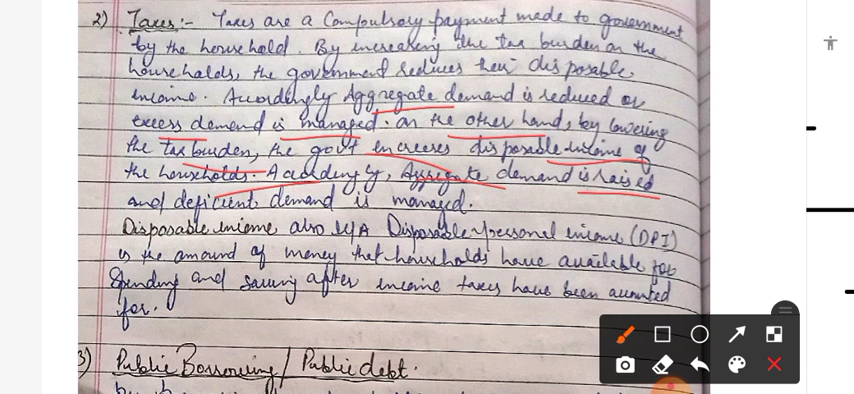 2) Taxes:- Taxes are a Compulsory payment made to government
by the household. By increasing the tax burden on the
households, the government reduces their disposable
income. Accordingly Aggregate demand is reduced or
excess demand is managed. on the other hand, by lowering
the tax burden, the govt increses disposable income of
the households. Accordingly, Aggregate demand is raised
and deficient demand is managed.
Disposable income also k/A Disposable personal income (DPI)
is the amound of money that households have available for
Spending and saving after income taxes have been accounted
for.
3) Public Borrowing / Public debt.